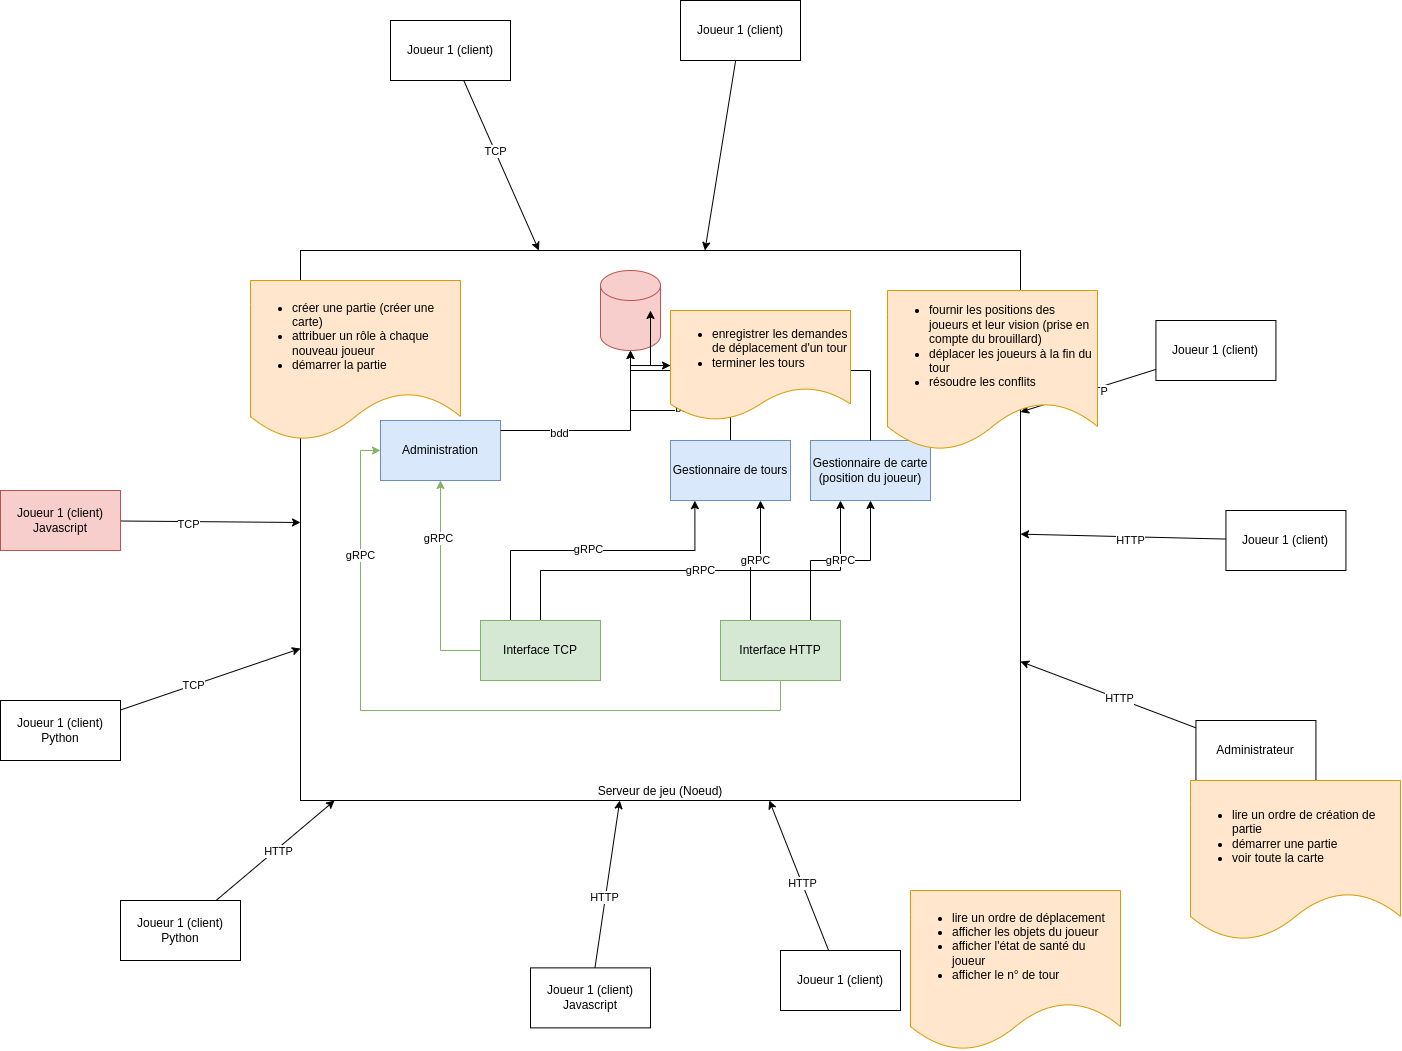 Joueur 1 (client)
Joueur 1 (client)
TCP
créer une partie (créer une
carte)
attribuer un rôle à chaque
nouveau joueur
démarrer la partie
enregistrer les demandes
de déplacement d'un tour
terminer les tours
fournir les positions des
joueurs et leur vision (prise en
compte du brouillard)
déplacer les joueurs à la fin du
tour
résoudre les conflits
Joueur 1 (client)
Administration
bdd
Gestionnaire de tours
Gestionnaire de carte
(position du joueur)
Joueur 1 (client)
Javascript
TCP
gRPC
gRPC
gRPC
gRPC
gRPC
gRPC
HTTP
Joueur 1 (client)
Interface TCP
Interface HTTP
TCP
Joueur 1 (client)
Python
HTTP
Administrateur
Serveur de jeu (Noeud)
lire un ordre de création de
partie
démarrer une partie
voir toute la carte
HTTP
Joueur 1 (client)
Python
HTTP
Joueur 1 (client)
Javascript
HTTP
Joueur 1 (client)
lire un ordre de déplacement
afficher les objets du joueur
afficher l'état de santé du
joueur
afficher le n° de tour